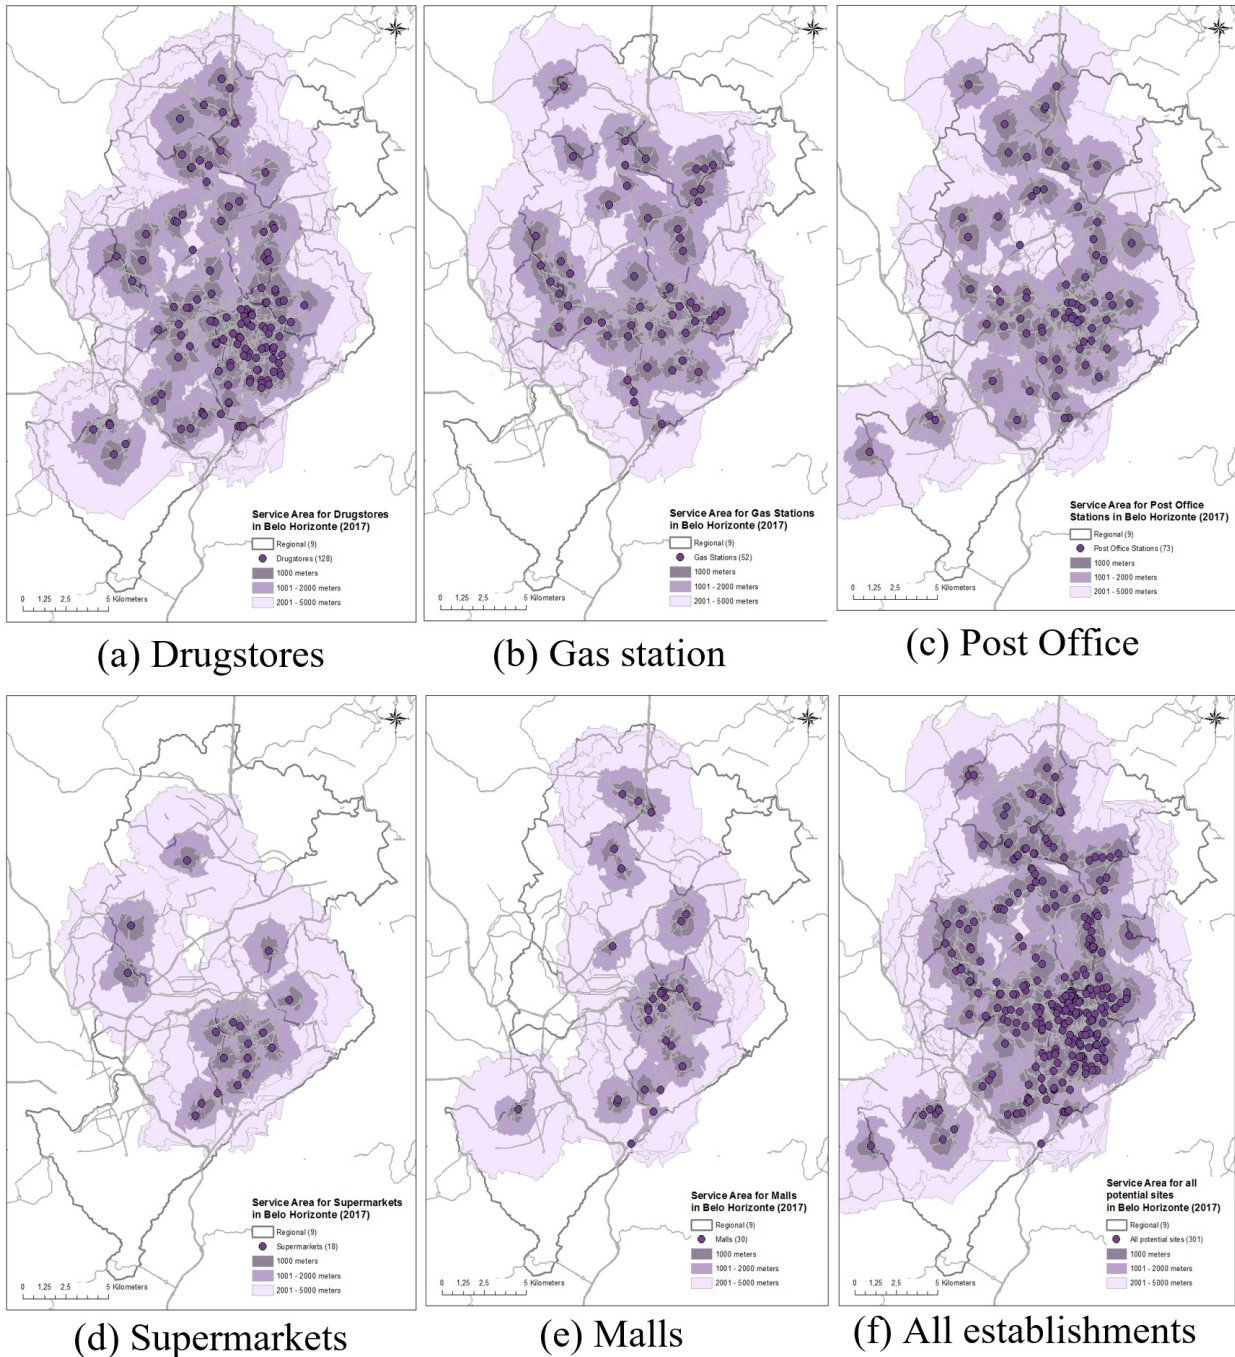 Service Area for Drugstores
in Belo Horizonte (2017)
Regional (9)
Drugstores (128)
1000 meters
1001 - 2000 meters
2001 - 5000 meters
0 1,25 2,5 5 Kilometers
(a) Drugstores
Service Area for Gas Stations
in Belo Horizonte (2017)
Regional (9)
Gas Stations (52)
1000 meters
1001 - 2000 meters
2001 - 5000 meters
0 1,25 2,5 5 Kilometers
(b) Gas station
Service Area for Post Office
Stations in Belo Horizonte (2017)
Regional (9)
Post Office Stations (73)
1000 meters
1001 - 2000 meters
2001 - 5000 meters
0 1,25 2,5 5 Kilometers
(c) Post Office
Service Area for Supermarkets
in Belo Horizonte (2017)
Regional (9)
Supermarkets (18)
1000 meters
1001 - 2000 meters
2001 - 5000 meters
0 1,25 2,5 5 Kilometers
(d) Supermarkets
Service Area for Malls
in Belo Horizonte (2017)
Regional (9)
Malls (30)
1000 meters
1001 - 2000 meters
2001 - 5000 meters
0 1,25 2,5 5 Kilometers
(e) Malls
Service Area for all
potential sites
in Belo Horizonte (2017)
Regional (9)
All potential sites (301)
1000 meters
1001 - 2000 meters
2001 - 5000 meters
0 1,25 2,5 5 Kilometers
(f) All establishments